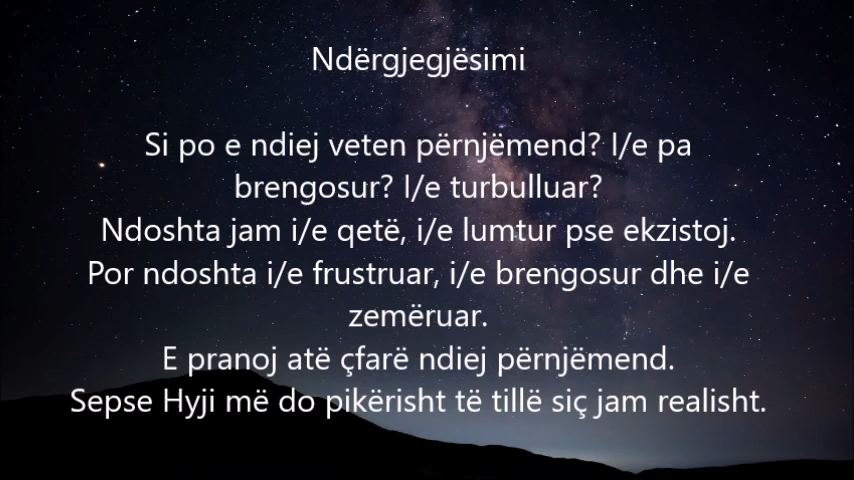 Ndërgjegjësimi
Si po e ndiej veten përnjëmend? I/e pa
brengosur? I/e turbulluar?
Ndoshta jam i/e qetë, i/e lumtur pse ekzistoj.
Por ndoshta i/e frustruar, i/e brengosur dhe i/e
zemëruar.
E pranoj atë çfarë ndiej përnjëmend.
Sepse Hyji më do pikërisht të tillë siç jam realisht.